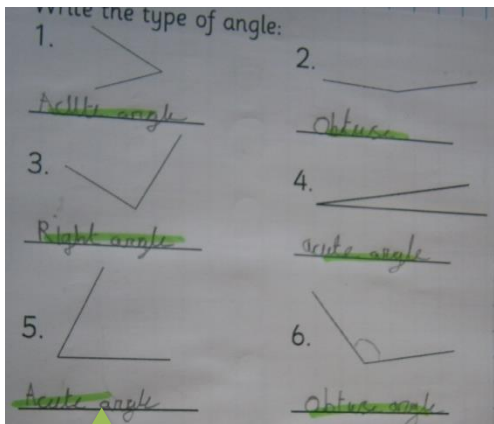 Write the type of angle:
1.
Acute angle
2.
Obtuse
3.
Right angle
4.
acute angle
5.
Acute angle
6.
Obtuse angle